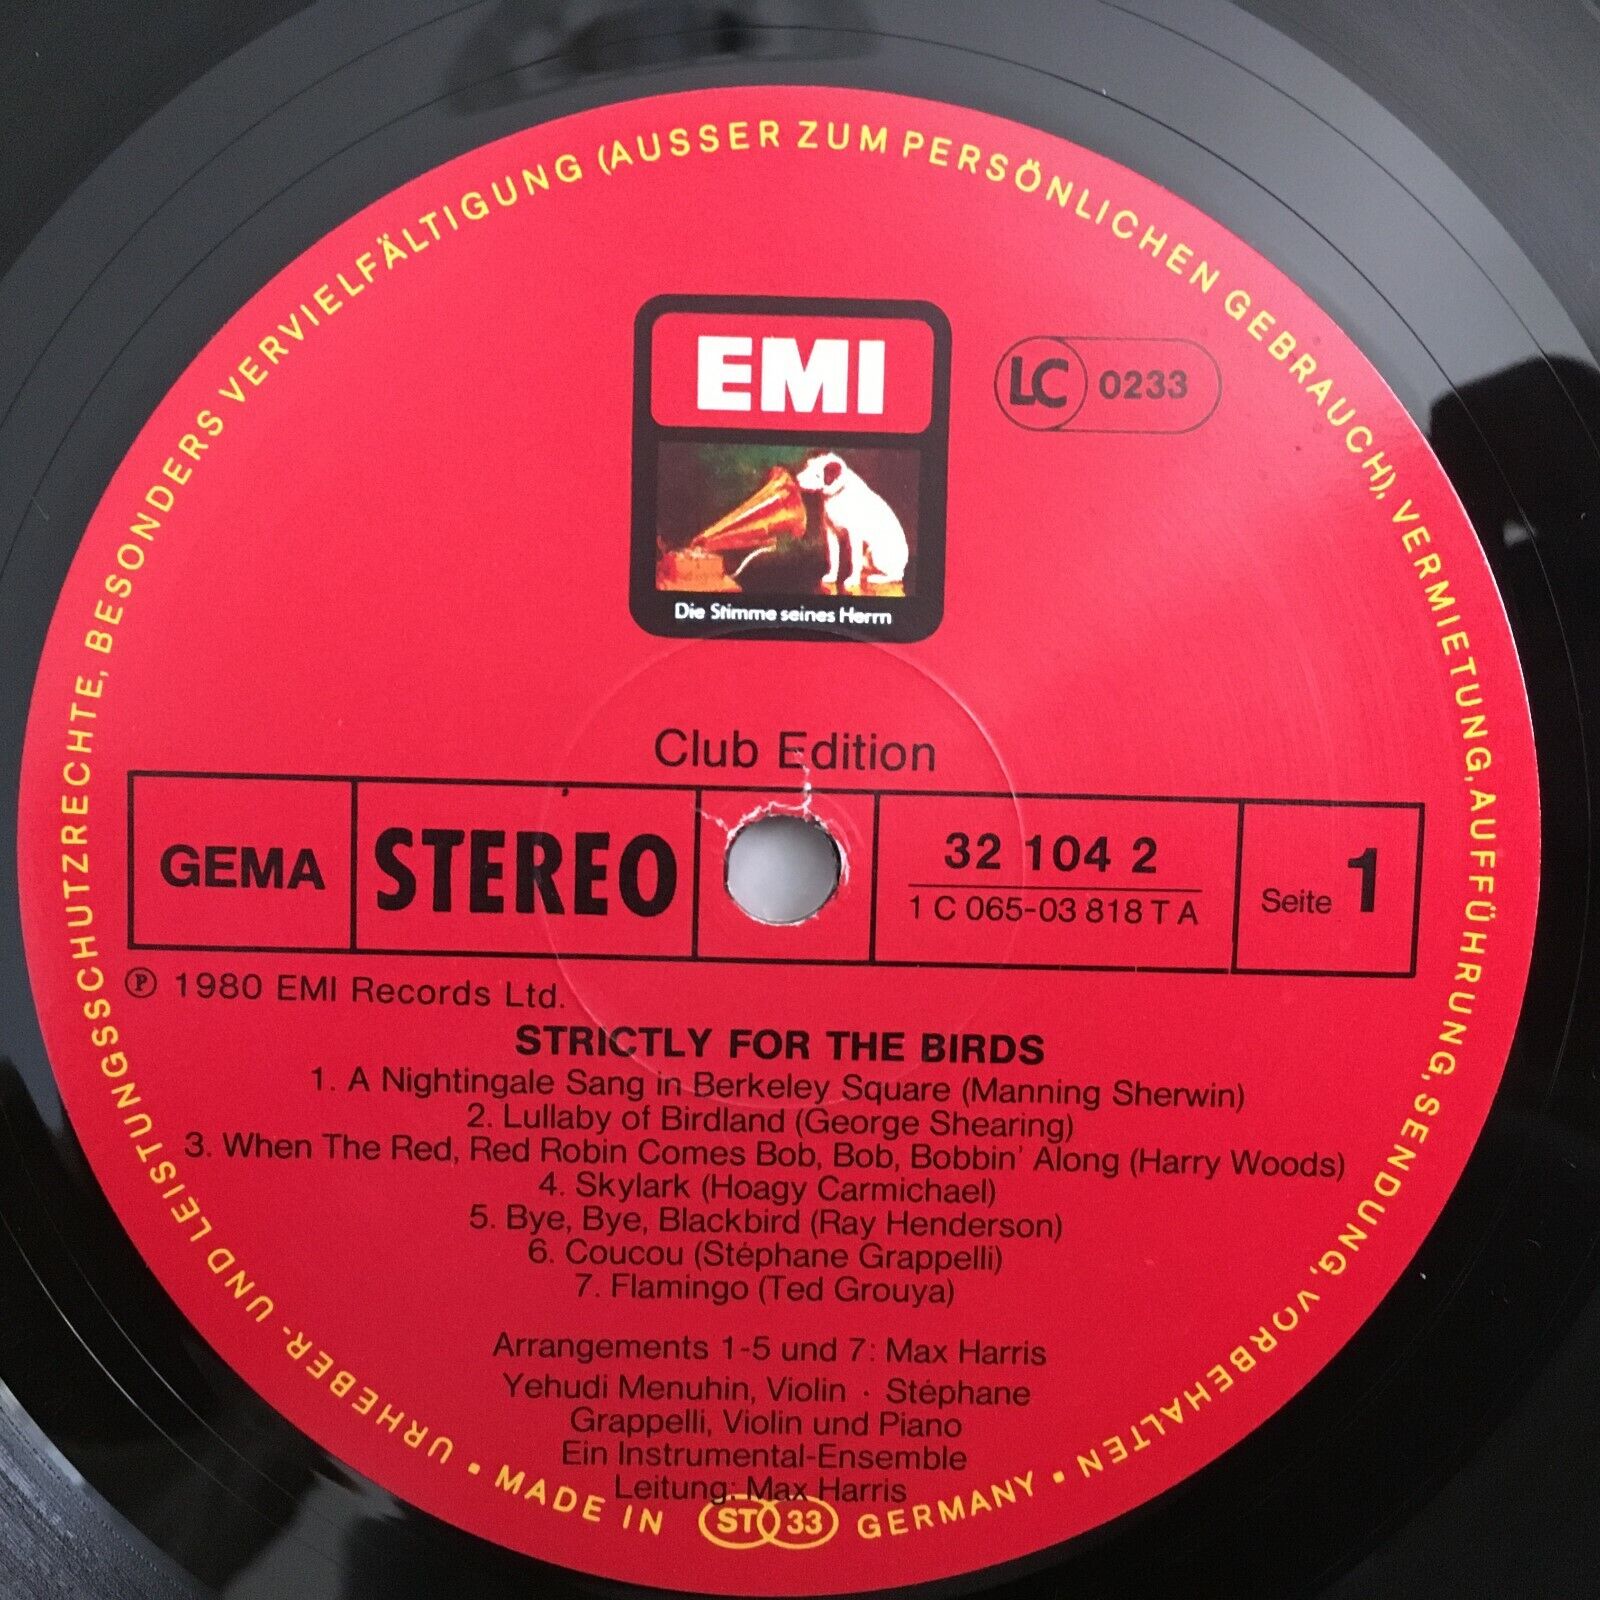 URHEBER- UND LEISTUNGSSCHUTZRECHTE, BESONDERS VERVIELFÄLTIGUNG (AUSSER ZUM PERSÖNLICHEN GEBRAUCH), VERMIETUNG, AUFFÜHRUNG, SENDUNG, VORBEHALTEN •
EMI
LC 0233
Die Stimme seines Herrn
Club Edition
GEMA
STEREO
32 104 2
1 C 065-03 818 T A
Seite 1
℗ 1980 EMI Records Ltd.
STRICTLY FOR THE BIRDS
1. A Nightingale Sang in Berkeley Square (Manning Sherwin)
2. Lullaby of Birdland (George Shearing)
3. When The Red, Red Robin Comes Bob, Bob, Bobbin' Along (Harry Woods)
4. Skylark (Hoagy Carmichael)
5. Bye, Bye, Blackbird (Ray Henderson)
6. Coucou (Stéphane Grappelli)
7. Flamingo (Ted Grouya)
Arrangements 1-5 und 7: Max Harris
Yehudi Menuhin, Violin · Stéphane
Grappelli, Violin und Piano
Ein Instrumental-Ensemble
Leitung: Max Harris
• MADE IN ST 33 GERMANY